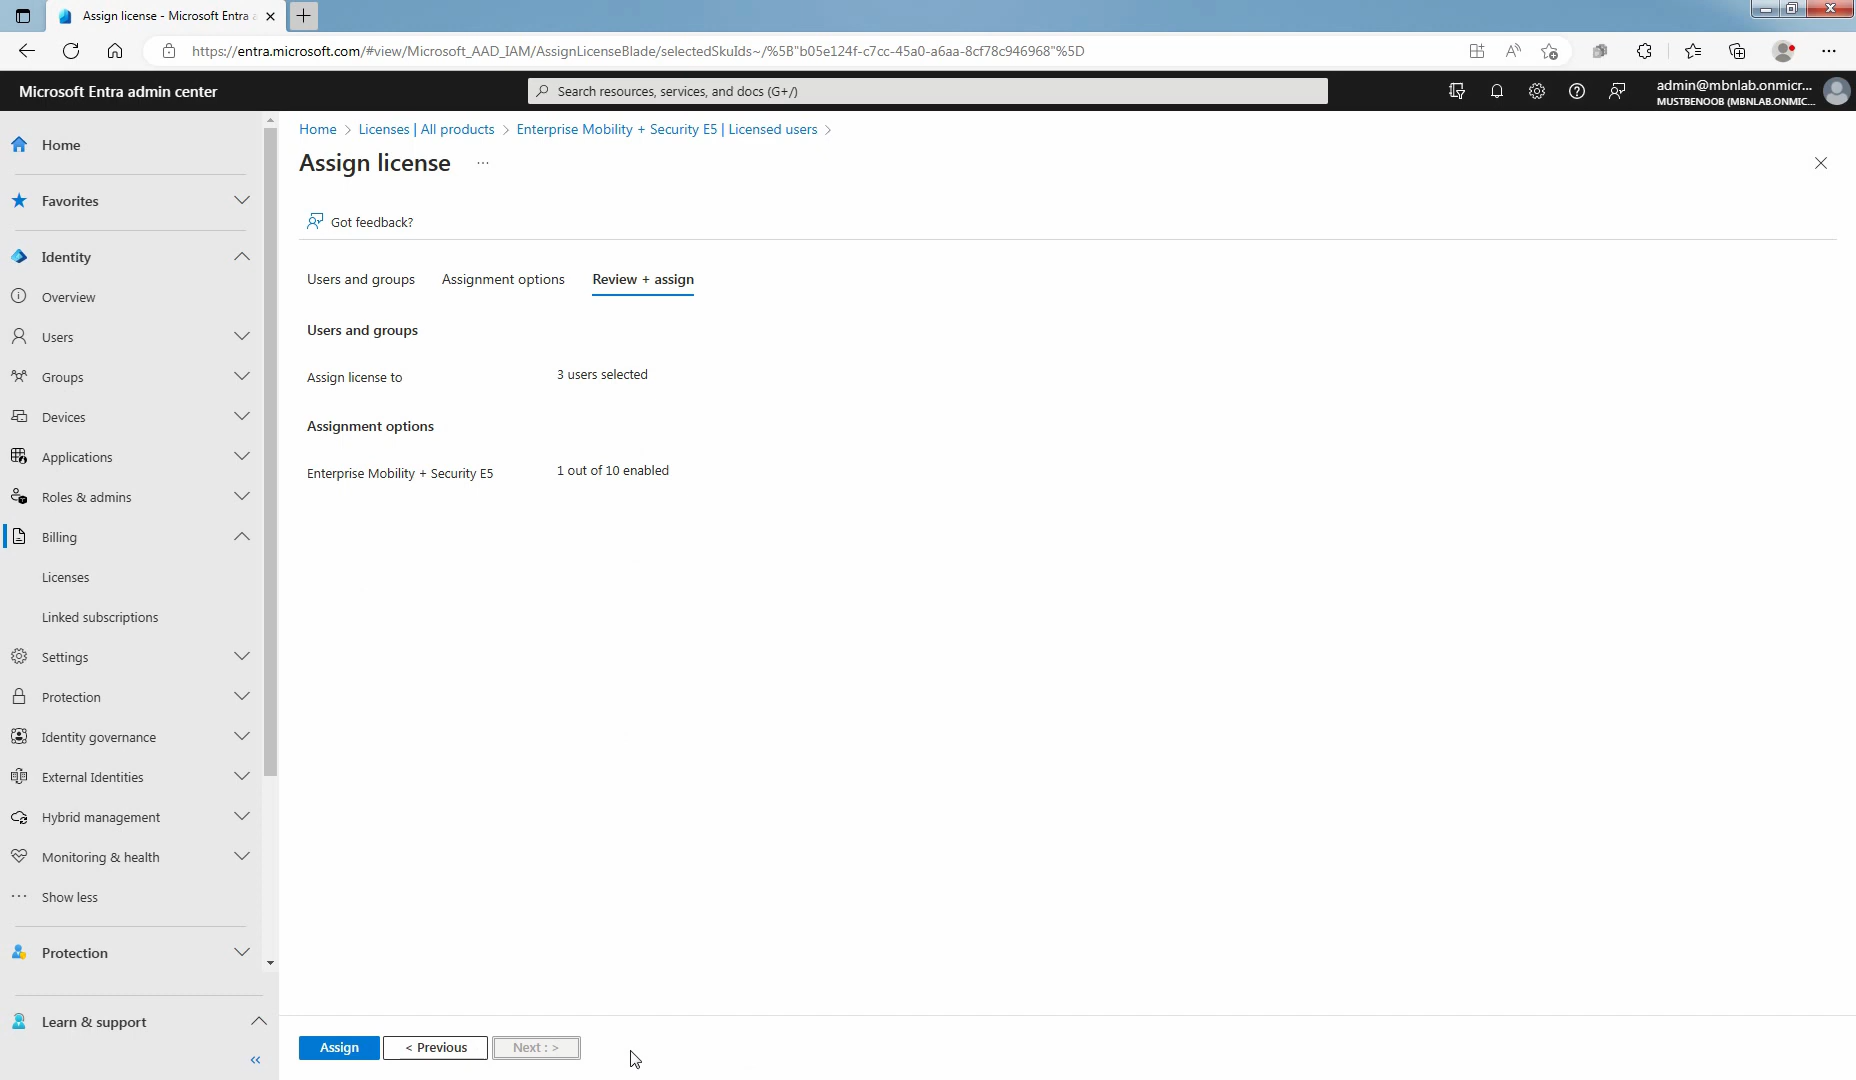 Assign license - Microsoft Entra a
https://entra.microsoft.com/#view/Microsoft_AAD_IAM/AssignLicenseBlade/selectedSkuIds~/%5B"b05e124f-c7cc-45a0-a6aa-8cf78c946968"%5D
Microsoft Entra admin center
Search resources, services, and docs (G+/)
admin@mbnlab.onmicr...
MUSTBENOOB (MBNLAB.ONMIC...
Home
Favorites
Identity
Overview
Users
Groups
Devices
Applications
Roles & admins
Billing
Licenses
Linked subscriptions
Settings
Protection
Identity governance
External Identities
Hybrid management
Monitoring & health
Show less
Protection
Learn & support
Home > Licenses | All products > Enterprise Mobility + Security E5 | Licensed users >
Assign license ...
Got feedback?
Users and groups Assignment options Review + assign
Users and groups
Assign license to 3 users selected
Assignment options
Enterprise Mobility + Security E5 1 out of 10 enabled
Assign < Previous Next : >